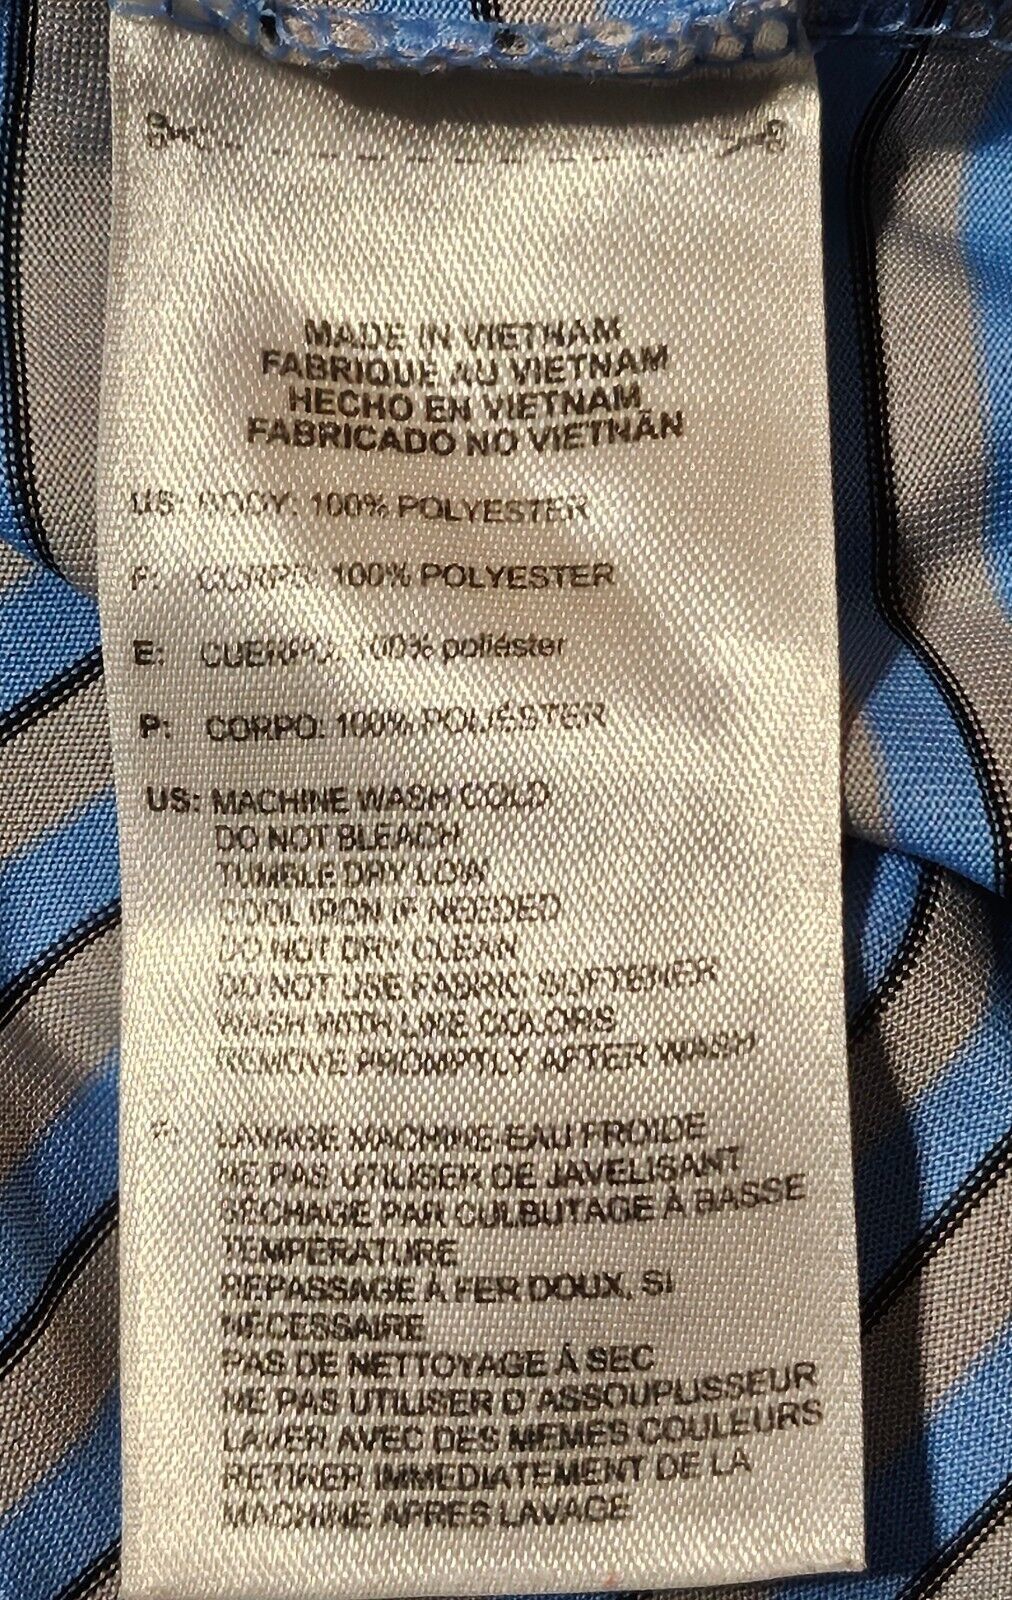 MADE IN VIETNAM
FABRIQUE AU VIETNAM
HECHO EN VIETNAM
FABRICADO NO VIETNÃN
US: BODY: 100% POLYESTER
F: CORPS: 100% POLYESTER
E: CUERPO: 100% poliéster
P: CORPO: 100% POLIÉSTER
US: MACHINE WASH COLD
DO NOT BLEACH
TUMBLE DRY LOW
COOL IRON IF NEEDED
DO NOT DRY CLEAN
DO NOT USE FABRIC SOFTENER
WASH WITH LIKE COLORS
REMOVE PROMPTLY AFTER WASH
F: LAVAGE MACHINE-EAU FROIDE
NE PAS UTILISER DE JAVELISANT
SÉCHAGE PAR CULBUTAGE À BASSE
TEMPERATURE
REPASSAGE À FER DOUX, SI
NÉCESSAIRE
PAS DE NETTOYAGE À SEC
NE PAS UTILISER D ASSOUPLISSEUR
LAVER AVEC DES MEMES COULEURS
RETIRER IMMEDIATEMENT DE LA
MACHINE APRES LAVAGE